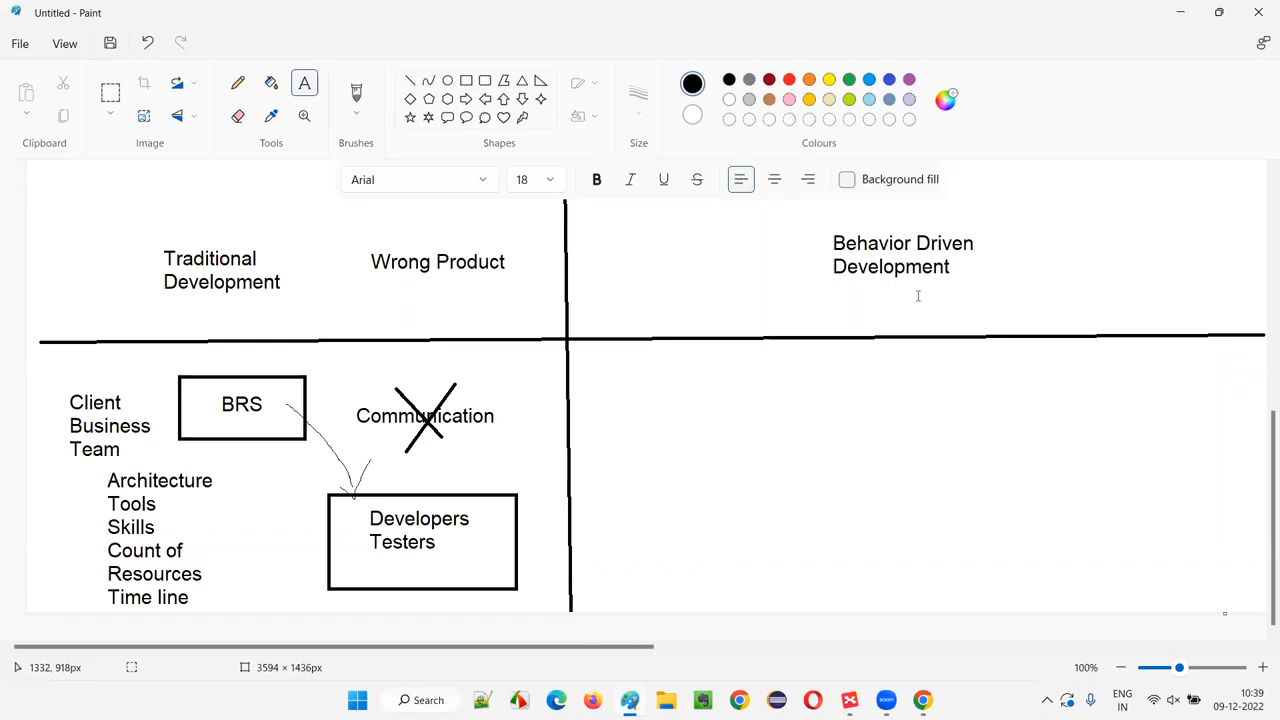 Untitled - Paint
File
View
Clipboard
Image
Tools
Brushes
Shapes
Size
Colours
Arial
18
B
I
U
Background fill
Traditional
Development
Wrong Product
Behavior Driven
Development
Client
Business
Team
BRS
Communication
Architecture
Tools
Skills
Count of
Resources
Time line
Developers
Testers
1332, 918px
3594 × 1436px
100%
Search
zoom
ENG
IN
10:39
09-12-2022